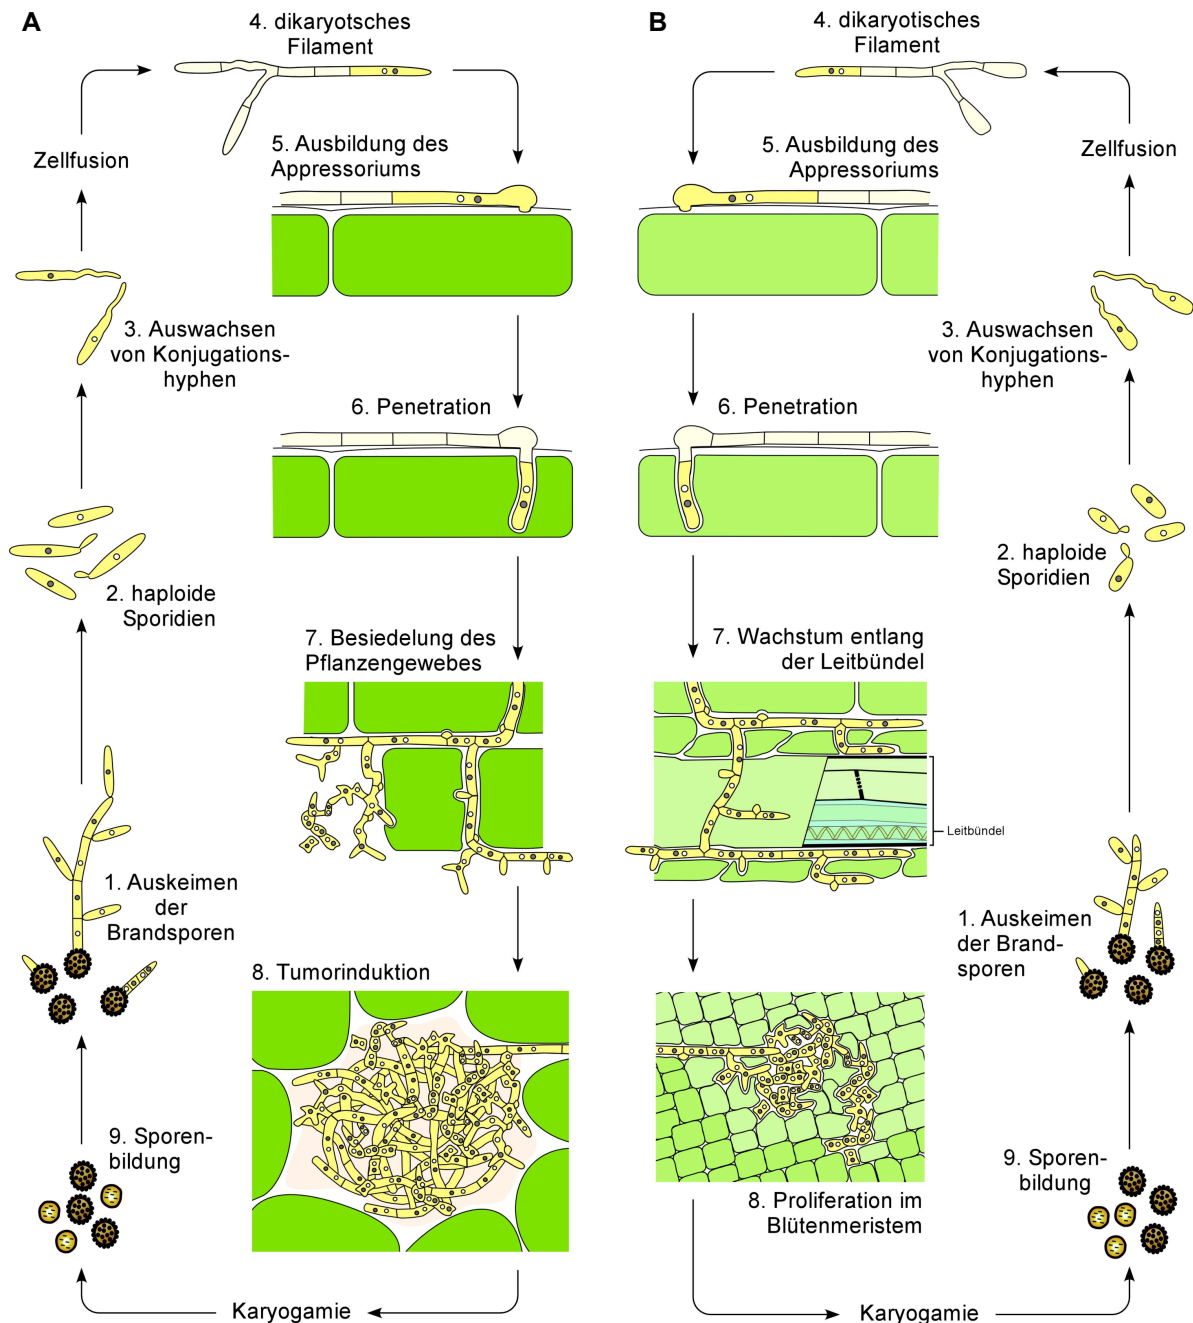 A
4. dikaryotsches
Filament
Zellfusion
5. Ausbildung des
Appressoriums
3. Auswachsen
von Konjugations-
hyphen
6. Penetration
2. haploide
Sporidien
7. Besiedelung des
Pflanzengewebes
1. Auskeimen
der
Brandsporen
8. Tumorinduktion
9. Sporen-
bildung
Karyogamie
B
4. dikaryotisches
Filament
Zellfusion
5. Ausbildung des
Appressoriums
3. Auswachsen
von Konjugations-
hyphen
6. Penetration
2. haploide
Sporidien
7. Wachstum entlang
der Leitbündel
Leitbündel
1. Auskeimen
der Brand-
sporen
8. Proliferation im
Blütenmeristem
9. Sporen-
bildung
Karyogamie